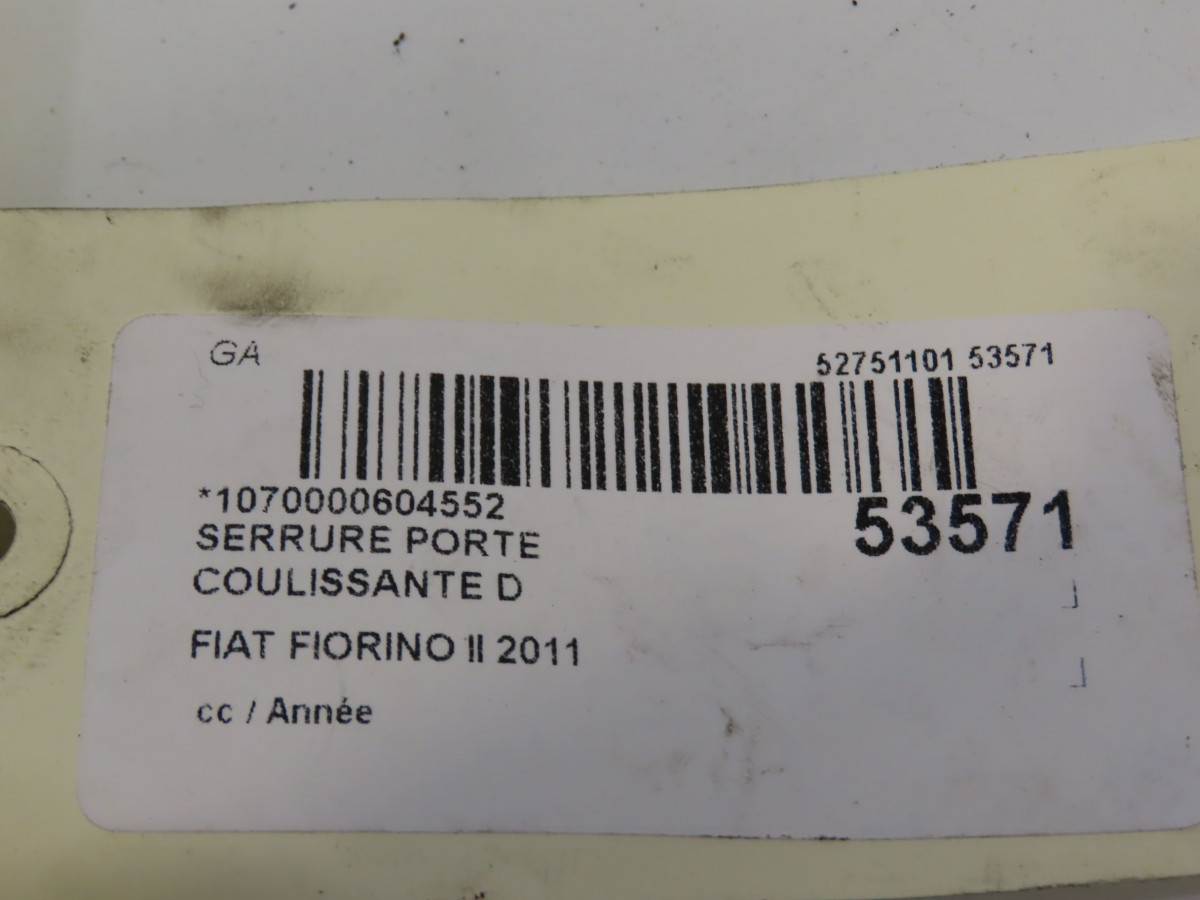 GA
52751101 53571
*1070000604552
53571
SERRURE PORTE
COULISSANTE D
FIAT FIORINO II 2011
cc / Année